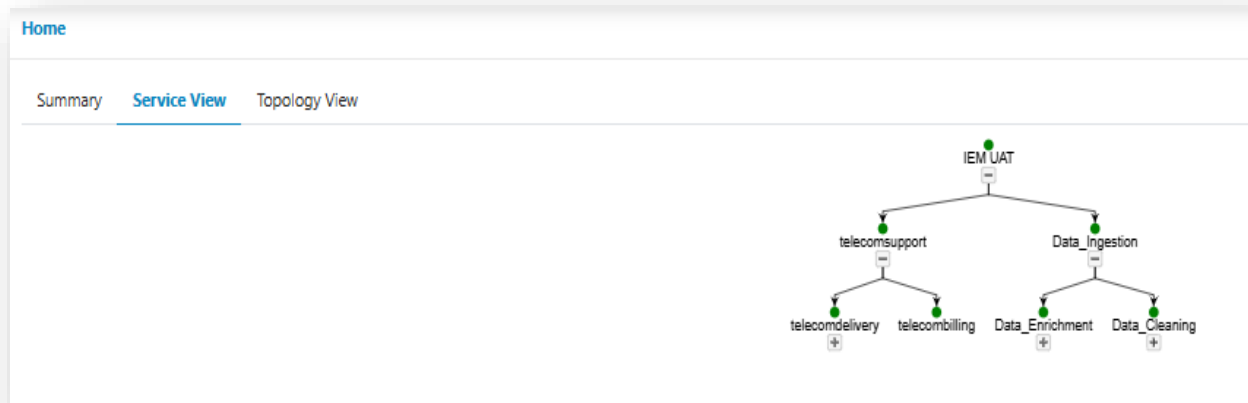 Home
Summary Service View Topology View
IEM UAT
telecomsupport Data_Ingestion
telecomdelivery telecombilling Data_Enrichment Data_Cleaning